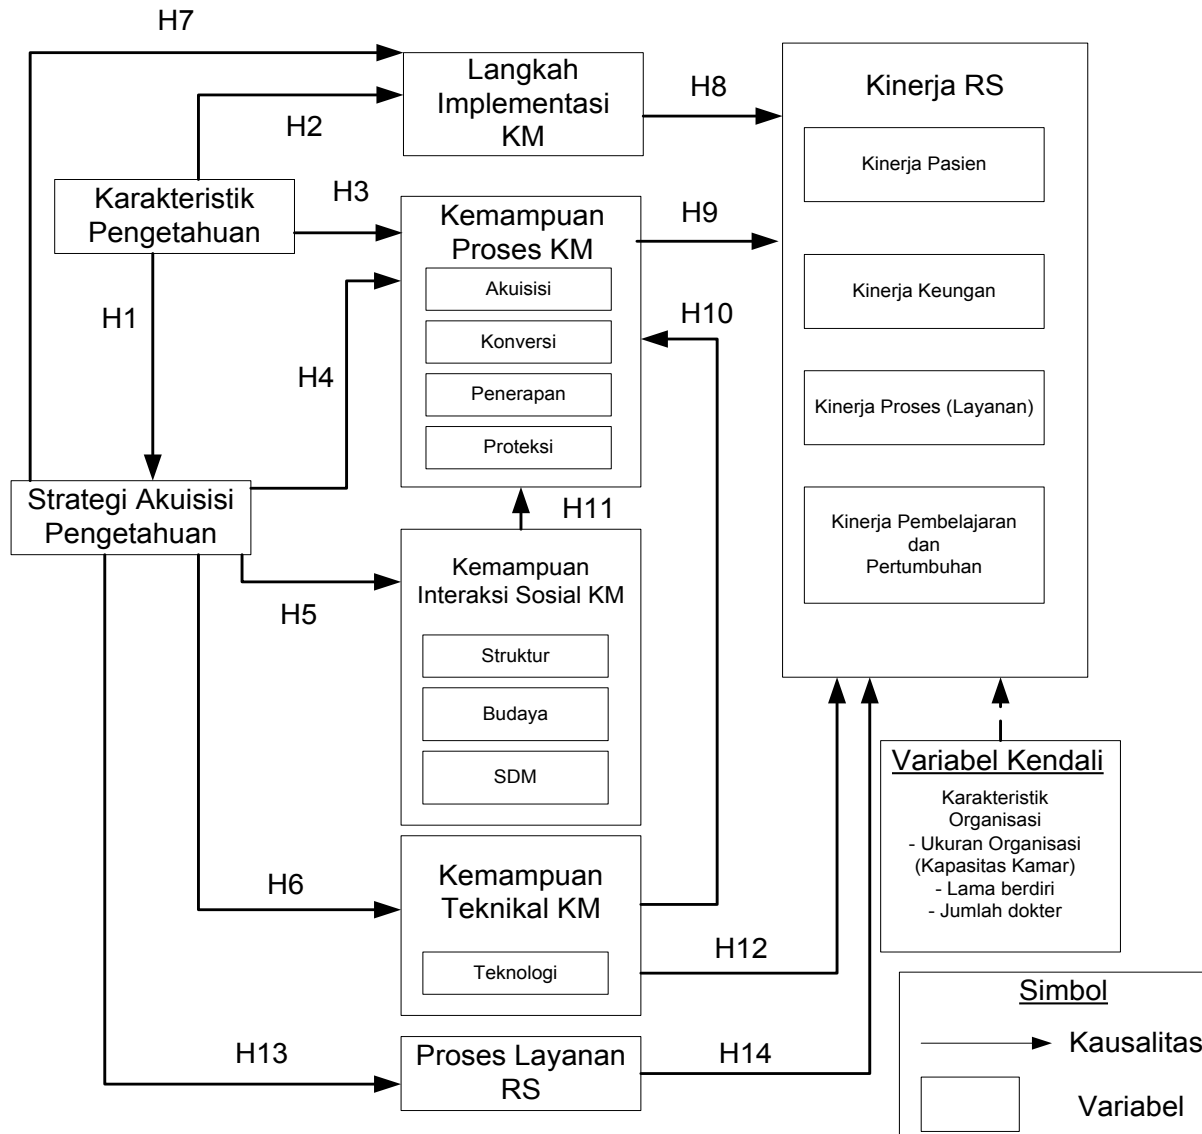 H7
Langkah
Implementasi
KM
H8
Kinerja RS
H2
Kinerja Pasien
Karakteristik
Pengetahuan
H3
Kemampuan
Proses KM
H9
Akuisisi
Kinerja Keungan
H1
H10
Konversi
H4
Penerapan
Kinerja Proses (Layanan)
Proteksi
Strategi Akuisisi
Pengetahuan
H11
Kinerja Pembelajaran
dan
Pertumbuhan
Kemampuan
Interaksi Sosial KM
H5
Struktur
Budaya
SDM
Variabel Kendali
Karakteristik
Organisasi
- Ukuran Organisasi
(Kapasitas Kamar)
- Lama berdiri
- Jumlah dokter
H6
Kemampuan
Teknikal KM
H12
Teknologi
Simbol
Kausalitas
Variabel
H13
Proses Layanan
RS
H14